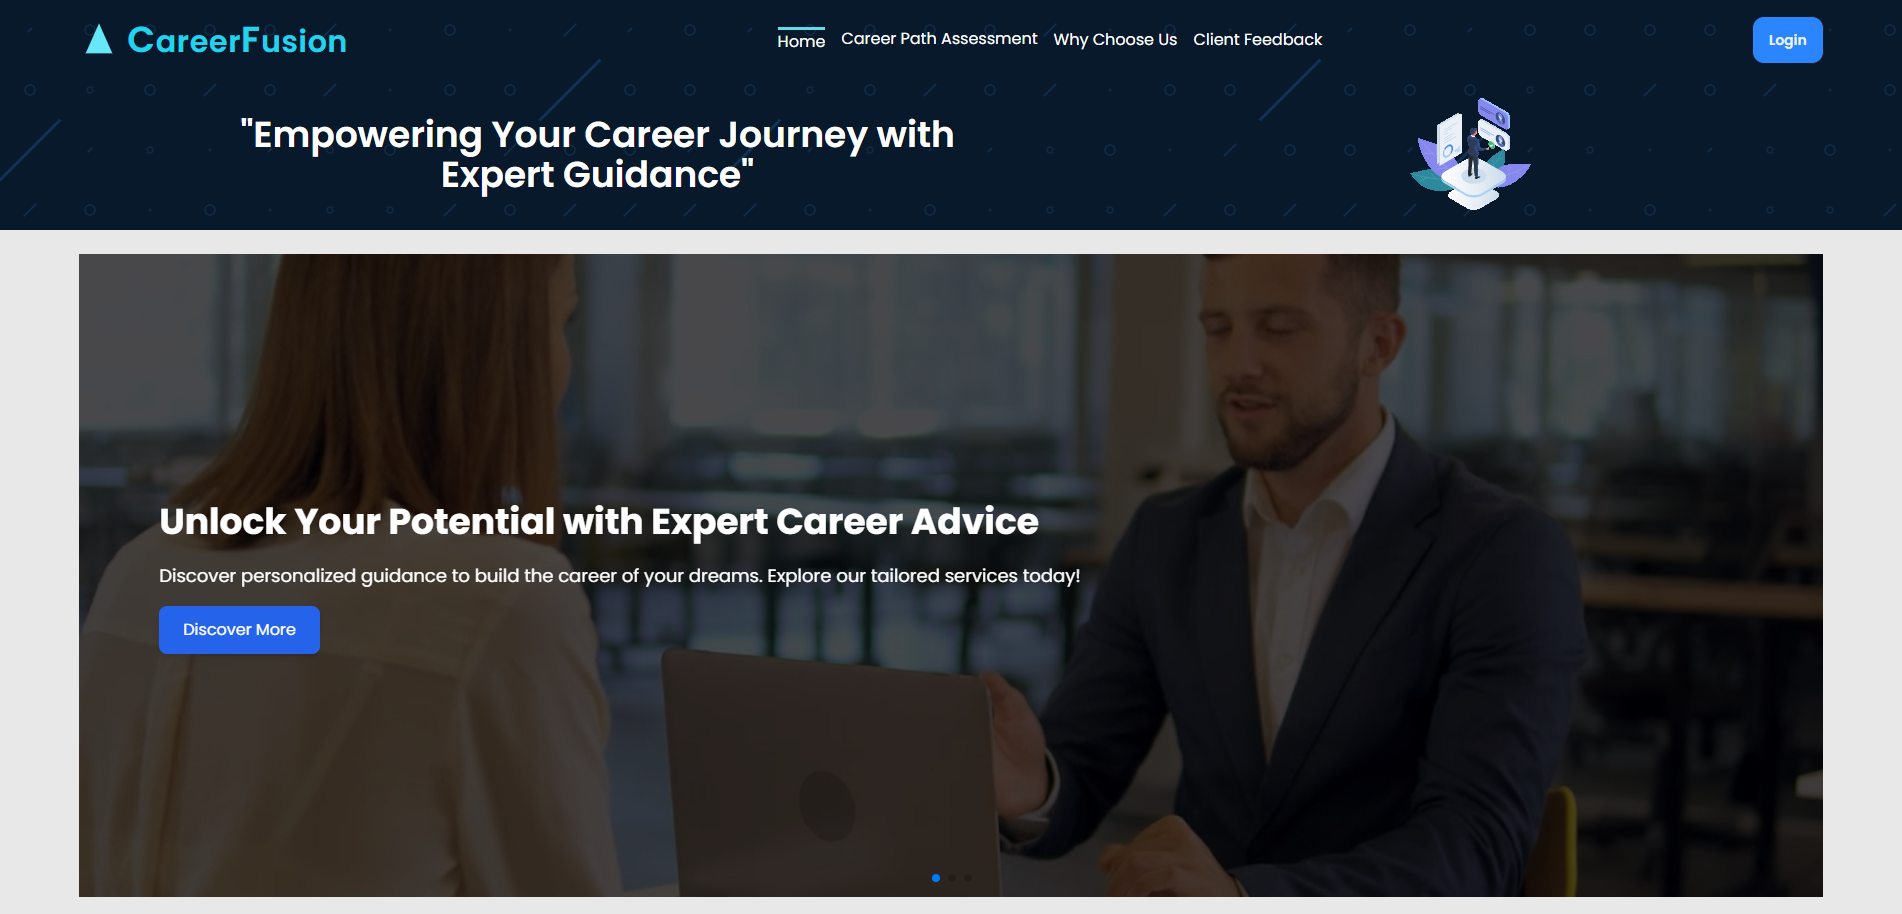 CareerFusion
Home
Career Path Assessment
Why Choose Us
Client Feedback
Login
"Empowering Your Career Journey with
Expert Guidance"
Unlock Your Potential with Expert Career Advice
Discover personalized guidance to build the career of your dreams. Explore our tailored services today!
Discover More